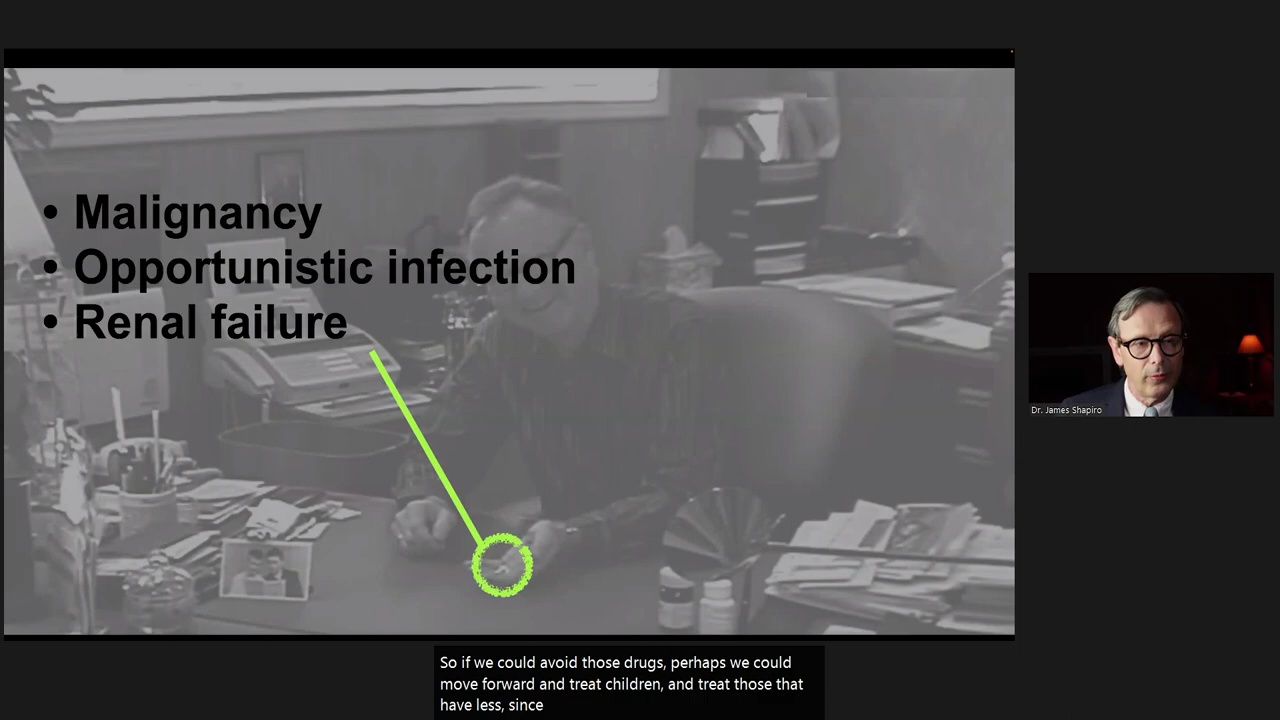 • Malignancy
• Opportunistic infection
• Renal failure
Dr. James Shapiro
So if we could avoid those drugs, perhaps we could
move forward and treat children, and treat those that
have less, since